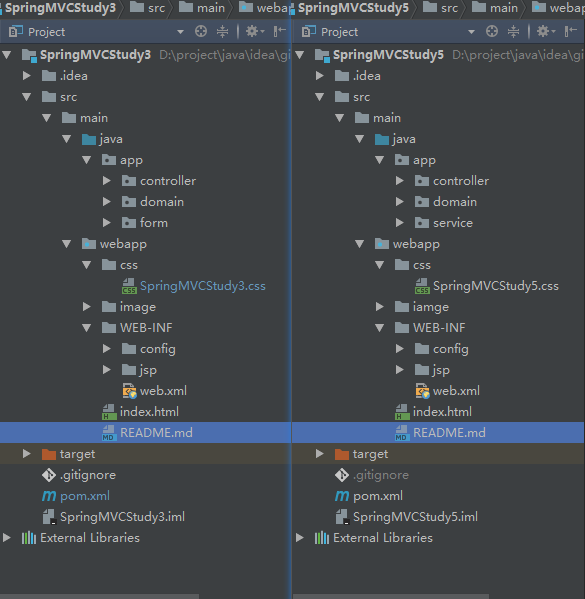 SpringMVCStudy3 src main webap
Project
SpringMVCStudy3 D:\project\java\idea\gi
.idea
src
main
java
app
controller
domain
form
webapp
css
SpringMVCStudy3.css
image
WEB-INF
config
jsp
web.xml
index.html
README.md
target
.gitignore
pom.xml
SpringMVCStudy3.iml
External Libraries
SpringMVCStudy5 src main webap
Project
SpringMVCStudy5 D:\project\java\idea\gi
.idea
src
main
java
app
controller
domain
service
webapp
css
SpringMVCStudy5.css
iamge
WEB-INF
config
jsp
web.xml
index.html
README.md
target
.gitignore
pom.xml
SpringMVCStudy5.iml
External Libraries